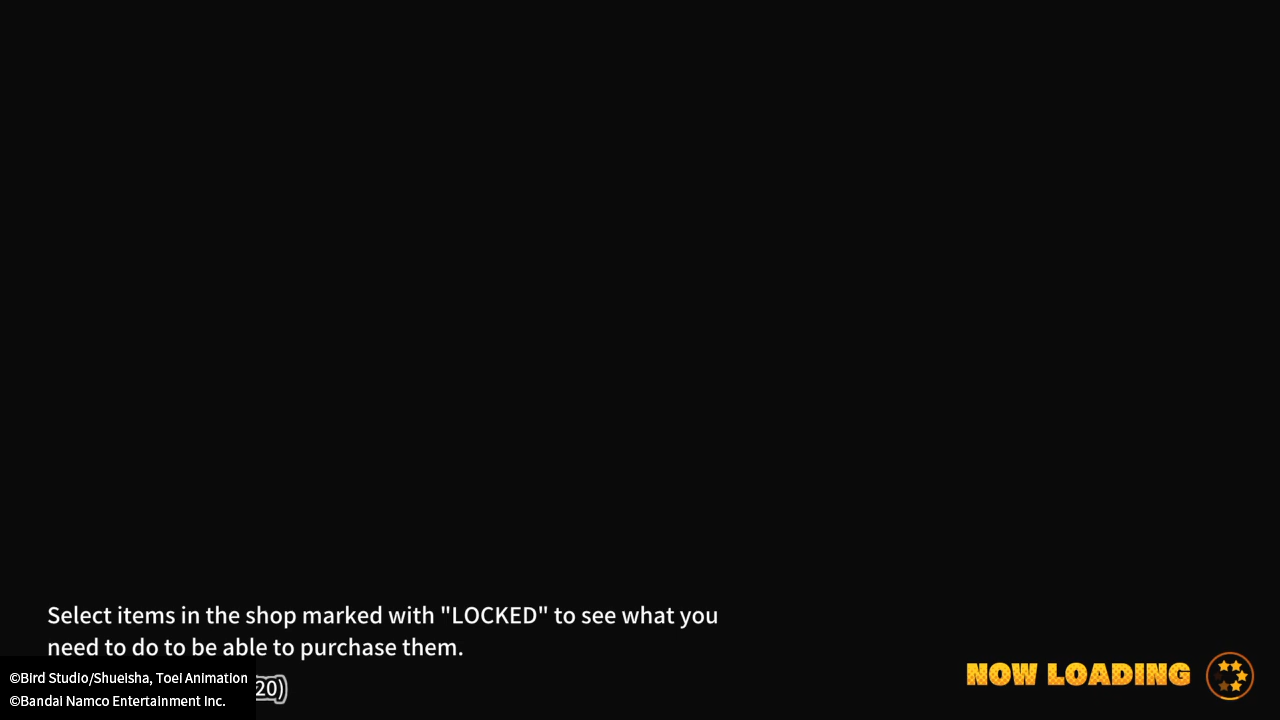 Select items in the shop marked with "LOCKED" to see what you
need to do to be able to purchase them.
20)
©Bird Studio/Shueisha, Toei Animation
©Bandai Namco Entertainment Inc.
NOW LOADING